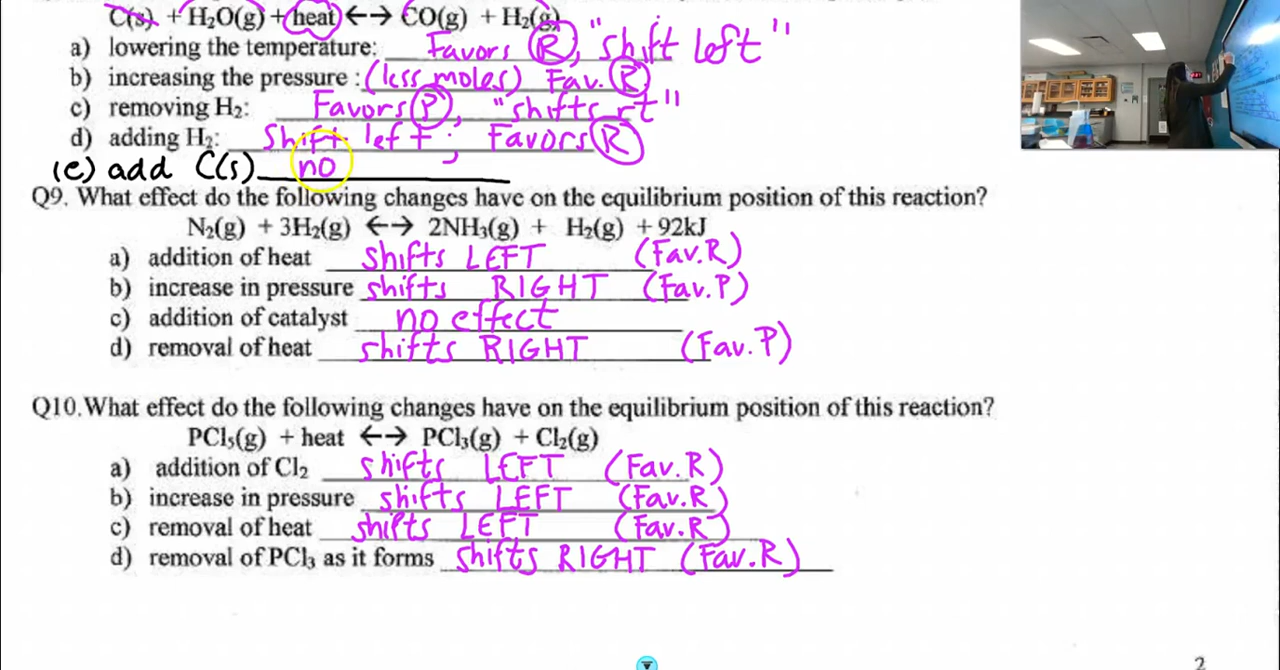 C(s) + H₂O(g) + heat ←→ CO(g) + H₂(g)
a) lowering the temperature: Favors Ⓡ, "shift left"
b) increasing the pressure : (less moles) Fav. Ⓡ
c) removing H₂: Favors Ⓟ, "shifts rt"
d) adding H₂: Shift left ; Favors Ⓡ
(e) add C(s) no
Q9. What effect do the following changes have on the equilibrium position of this reaction?
N₂(g) + 3H₂(g) ←→ 2NH₃(g) + H₂(g) + 92kJ
a) addition of heat shifts LEFT (Fav.R)
b) increase in pressure shifts RIGHT (Fav.P)
c) addition of catalyst no effect
d) removal of heat shifts RIGHT (Fav.P)
Q10. What effect do the following changes have on the equilibrium position of this reaction?
PCl₅(g) + heat ←→ PCl₃(g) + Cl₂(g)
a) addition of Cl₂ shifts LEFT (Fav.R)
b) increase in pressure shifts LEFT (Fav.R)
c) removal of heat shifts LEFT (Fav.R)
d) removal of PCl₃ as it forms shifts RIGHT (Fav.R)
2